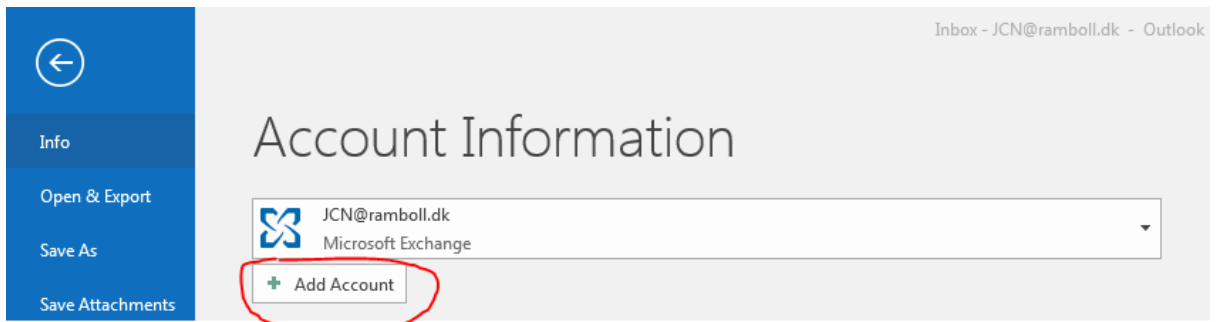 Inbox - JCN@ramboll.dk - Outlook
Account Information
Info
Open & Export
Save As
Save Attachments
JCN@ramboll.dk
Microsoft Exchange
+ Add Account